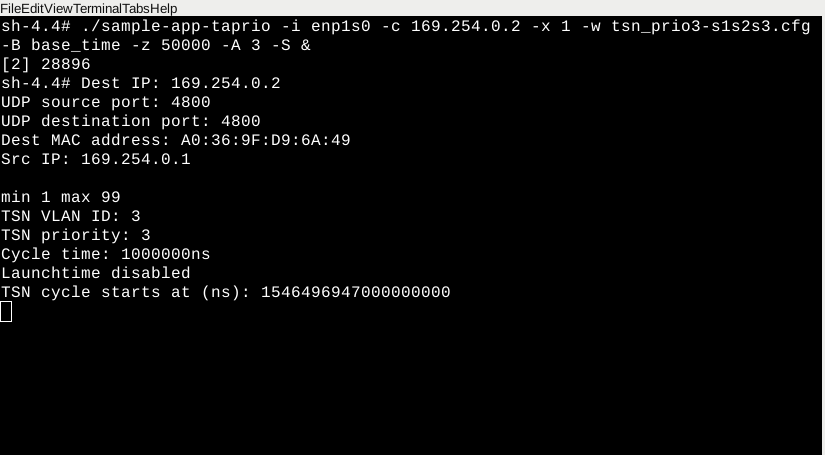 FileEditViewTerminalTabsHelp
sh-4.4# ./sample-app-taprio -i enp1s0 -c 169.254.0.2 -x 1 -w tsn_prio3-s1s2s3.cfg
-B base_time -z 50000 -A 3 -S &
[2] 28896
sh-4.4# Dest IP: 169.254.0.2
UDP source port: 4800
UDP destination port: 4800
Dest MAC address: A0:36:9F:D9:6A:49
Src IP: 169.254.0.1
min 1 max 99
TSN VLAN ID: 3
TSN priority: 3
Cycle time: 1000000ns
Launchtime disabled
TSN cycle starts at (ns): 1546496947000000000